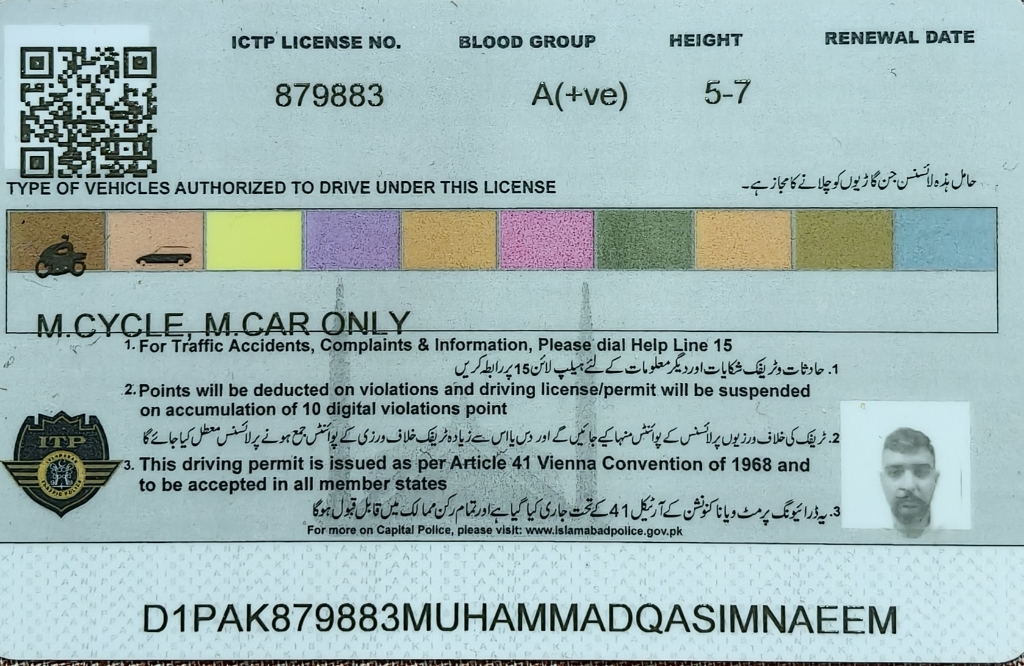 ICTP LICENSE NO. BLOOD GROUP HEIGHT RENEWAL DATE
879883 A(+ve) 5-7
TYPE OF VEHICLES AUTHORIZED TO DRIVE UNDER THIS LICENSE حامل ہذہ لائسنس جن گاڑیوں کو چلانے کا مجاز ہے۔
M.CYCLE, M.CAR ONLY
1. For Traffic Accidents, Complaints & Information, Please dial Help Line 15
1. حادثات و ٹریفک شکایات اور دیگر معلومات کے لئے ہیلپ لائن 15 پر رابطہ کریں
2. Points will be deducted on violations and driving license/permit will be suspended
on accumulation of 10 digital violations point
2. ٹریفک کی خلاف ورزیوں پر لائسنس کے پوائنٹس منہا کیے جائیں گے اور دس یا اس سے زیادہ ٹریفک خلاف ورزی کے پوائنٹس جمع ہونے پر لائسنس معطل کیا جائے گا
ITP
ISLAMABAD
TRAFFIC POLICE
3. This driving permit is issued as per Article 41 Vienna Convention of 1968 and
to be accepted in all member states
3. یہ ڈرائیونگ پرمٹ ویانا کنونشن کے آرٹیکل 41 کے تحت جاری کیا گیا ہے اور تمام رکن ممالک میں قابل قبول ہوگا
For more on Capital Police, please visit: www.islamabadpolice.gov.pk
D1PAK879883MUHAMMADQASIMNAEEM